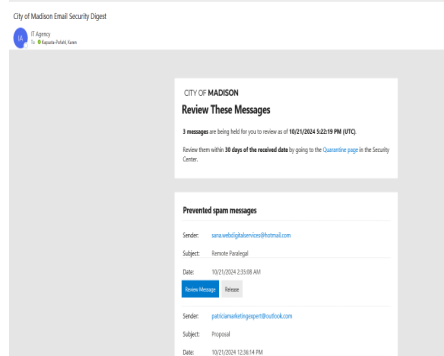 City of Madison Email Security Digest
IA
IT Agency
To
CITY OF MADISON
Review These Messages
3 messages are being held for you to review as of 10/21/2024 5:22:19 PM (UTC).
Review them within 30 days of the received date by going to the Quarantine page in the Security
Center.
Prevented spam messages
Sender: sana.webdigitalservices@hotmail.com
Subject: Remote Paralegal
Date: 10/21/2024 2:35:08 AM
Review Message Release
Sender: patriciamarketingexpert@outlook.com
Subject: Proposal
Date: 10/21/2024 12:36:14 PM